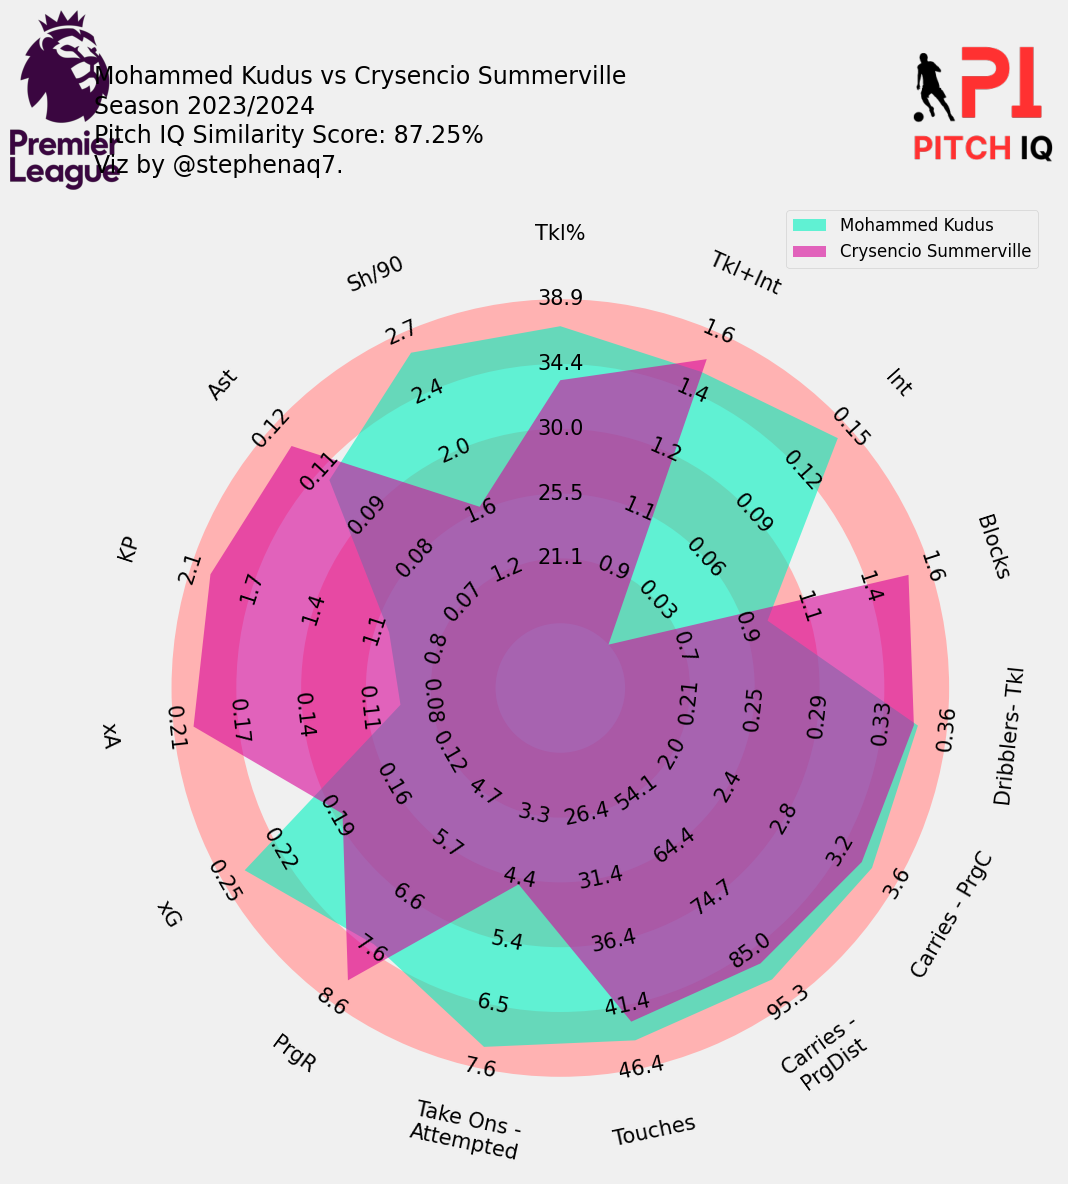 Mohammed Kudus vs Crysencio Summerville
Season 2023/2024
Pitch IQ Similarity Score: 87.25%
Viz by @stephenaq7.
Premier
League
PI
PITCH IQ
Mohammed Kudus
Crysencio Summerville
Tkl%
38.9
34.4
30.0
25.5
21.1
Tkl+Int
1.6
1.4
1.2
1.1
0.9
Int
0.15
0.12
0.09
0.06
0.03
Blocks
1.6
1.4
1.1
0.9
0.7
Dribblers- Tkl
0.36
0.33
0.29
0.25
0.21
Carries - PrgC
3.6
3.2
2.8
2.4
2.0
Carries -
PrgDist
95.3
85.0
74.7
64.4
54.1
Touches
46.4
41.4
36.4
31.4
26.4
Take Ons -
Attempted
7.6
6.5
5.4
4.4
3.3
PrgR
8.6
7.6
6.6
5.7
4.7
xG
0.25
0.22
0.19
0.16
0.12
xA
0.21
0.17
0.14
0.11
0.08
KP
2.1
1.7
1.4
1.1
0.8
Ast
0.12
0.11
0.09
0.08
0.07
Sh/90
2.7
2.4
2.0
1.6
1.2